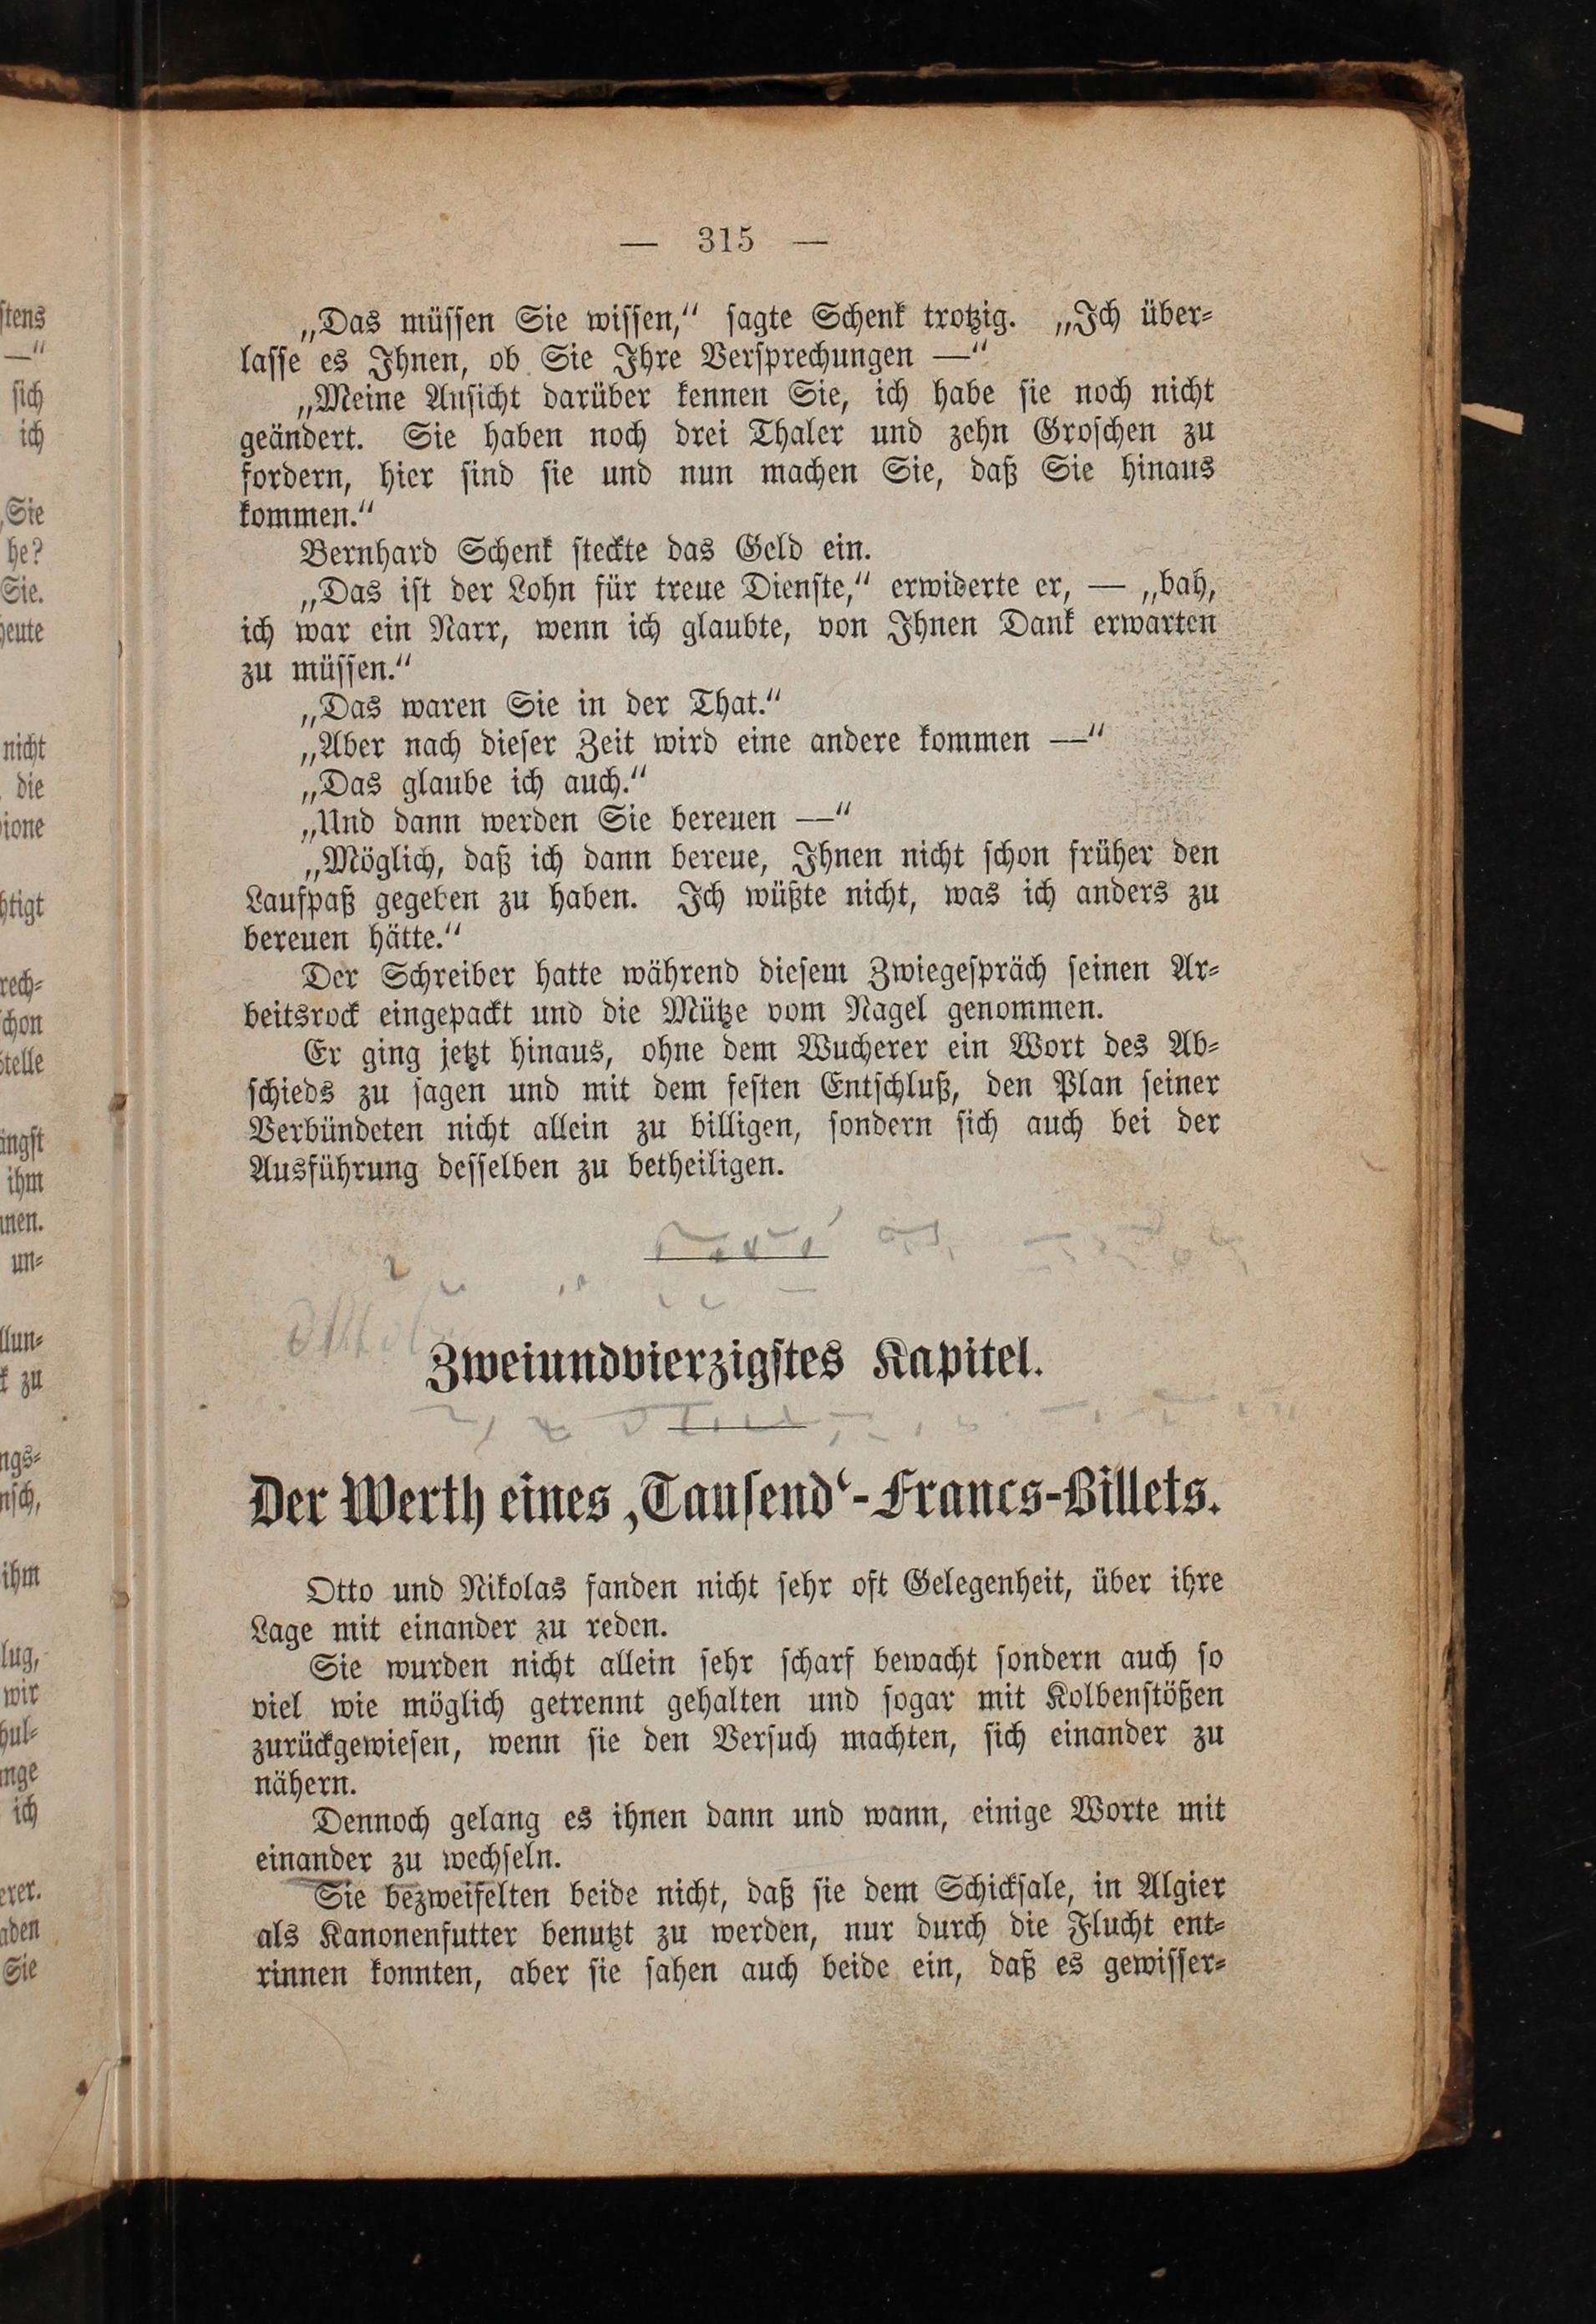 — 315 —
„Das müssen Sie wissen,“ sagte Schenk trotzig. „Ich über-
lasse es Ihnen, ob Sie Ihre Versprechungen —“
„Meine Ansicht darüber kennen Sie, ich habe sie noch nicht
geändert. Sie haben noch drei Thaler und zehn Groschen zu
fordern, hier sind sie und nun machen Sie, daß Sie hinaus
kommen.“
Bernhard Schenk steckte das Geld ein.
„Das ist der Lohn für treue Dienste,“ erwiderte er, — „bah,
ich war ein Narr, wenn ich glaubte, von Ihnen Dank erwarten
zu müssen.“
„Das waren Sie in der That.“
„Aber nach dieser Zeit wird eine andere kommen —“
„Das glaube ich auch.“
„Und dann werden Sie bereuen —“
„Möglich, daß ich dann bereue, Ihnen nicht schon früher den
Laufpaß gegeben zu haben. Ich wüßte nicht, was ich anders zu
bereuen hätte.“
Der Schreiber hatte während diesem Zwiegespräch seinen Ar-
beitsrock eingepackt und die Mütze vom Nagel genommen.
Er ging jetzt hinaus, ohne dem Wucherer ein Wort des Ab-
schieds zu sagen und mit dem festen Entschluß, den Plan seiner
Verbündeten nicht allein zu billigen, sondern sich auch bei der
Ausführung desselben zu betheiligen.
Zweiundvierzigstes Kapitel.
Der Werth eines ‚Tausend‘-Francs-Billets.
Otto und Nikolas fanden nicht sehr oft Gelegenheit, über ihre
Lage mit einander zu reden.
Sie wurden nicht allein sehr scharf bewacht sondern auch so
viel wie möglich getrennt gehalten und sogar mit Kolbenstößen
zurückgewiesen, wenn sie den Versuch machten, sich einander zu
nähern.
Dennoch gelang es ihnen dann und wann, einige Worte mit
einander zu wechseln.
Sie bezweifelten beide nicht, daß sie dem Schicksale, in Algier
als Kanonenfutter benutzt zu werden, nur durch die Flucht ent-
rinnen konnten, aber sie sahen auch beide ein, daß es gewisser-